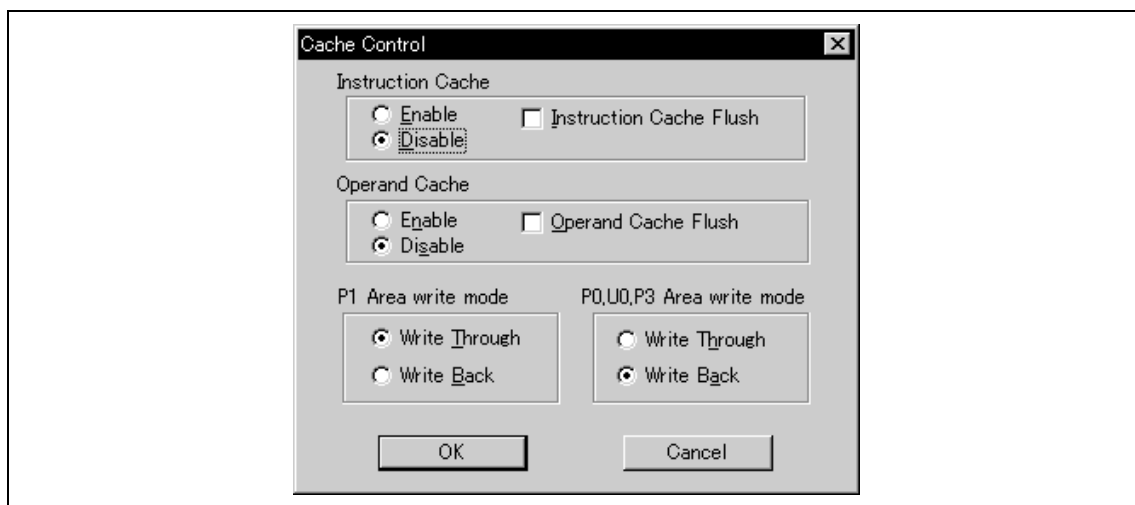 Cache Control
Instruction Cache
Enable
Instruction Cache Flush
Disable
Operand Cache
Enable
Operand Cache Flush
Disable
P1 Area write mode
P0,U0,P3 Area write mode
Write Through
Write Through
Write Back
Write Back
OK
Cancel